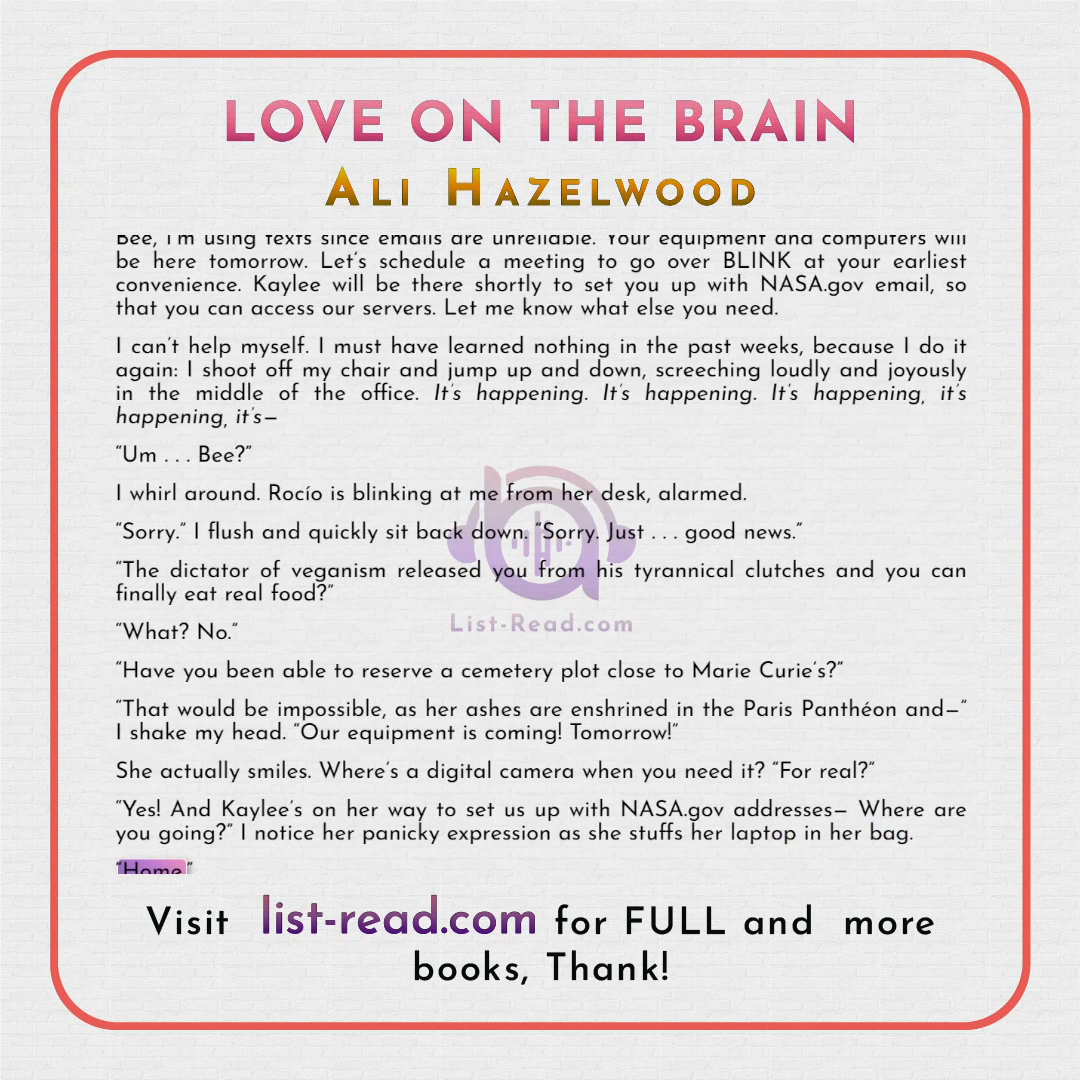 LOVE ON THE BRAIN
ALI HAZELWOOD
Bee, I'm using texts since emails are unreliable. Your equipment and computers will
be here tomorrow. Let's schedule a meeting to go over BLINK at your earliest
convenience. Kaylee will be there shortly to set you up with NASA.gov email, so
that you can access our servers. Let me know what else you need.
I can't help myself. I must have learned nothing in the past weeks, because I do it
again: I shoot off my chair and jump up and down, screeching loudly and joyously
in the middle of the office. It's happening. It's happening. It's happening, it's
happening, it's—
“Um . . . Bee?”
I whirl around. Rocío is blinking at me from her desk, alarmed.
“Sorry.” I flush and quickly sit back down. “Sorry. Just . . . good news.”
“The dictator of veganism released you from his tyrannical clutches and you can
finally eat real food?”
“What? No.”
List-Read.com
“Have you been able to reserve a cemetery plot close to Marie Curie's?”
“That would be impossible, as her ashes are enshrined in the Paris Panthéon and—”
I shake my head. “Our equipment is coming! Tomorrow!”
She actually smiles. Where's a digital camera when you need it? “For real?”
“Yes! And Kaylee's on her way to set us up with NASA.gov addresses— Where are
you going?” I notice her panicky expression as she stuffs her laptop in her bag.
“Home.”
Visit list-read.com for FULL and more
books, Thank!